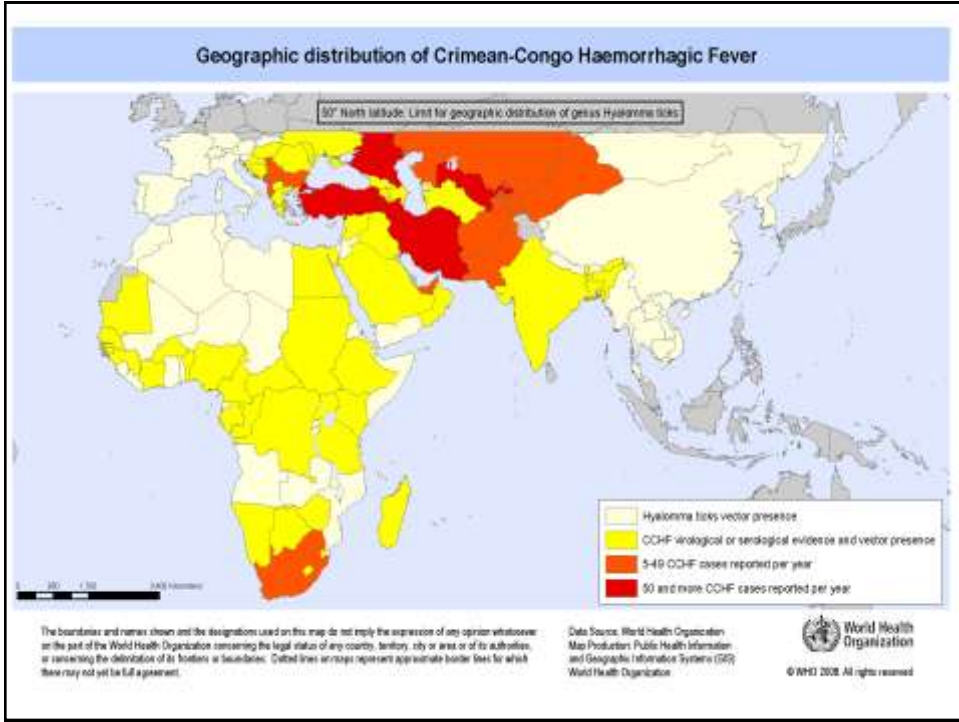 Geographic distribution of Crimean-Congo Haemorrhagic Fever
50° North latitude. Limit for geographic distribution of genus Hyalomma ticks
Hyalomma ticks vector presence
CCHF virological or serological evidence and vector presence
5-49 CCHF cases reported per year
50 and more CCHF cases reported per year
The boundaries and names shown and the designations used on this map do not imply the expression of any opinion whatsoever
on the part of the World Health Organization concerning the legal status of any country, territory, city or area or of its authorities,
or concerning the delimitation of its frontiers or boundaries. Dotted lines on maps represent approximate border lines for which
there may not yet be full agreement.
Data Source: World Health Organization
Map Production: Public Health Information
and Geographic Information Systems (GIS)
World Health Organization
World Health
Organization
© WHO 2008. All rights reserved